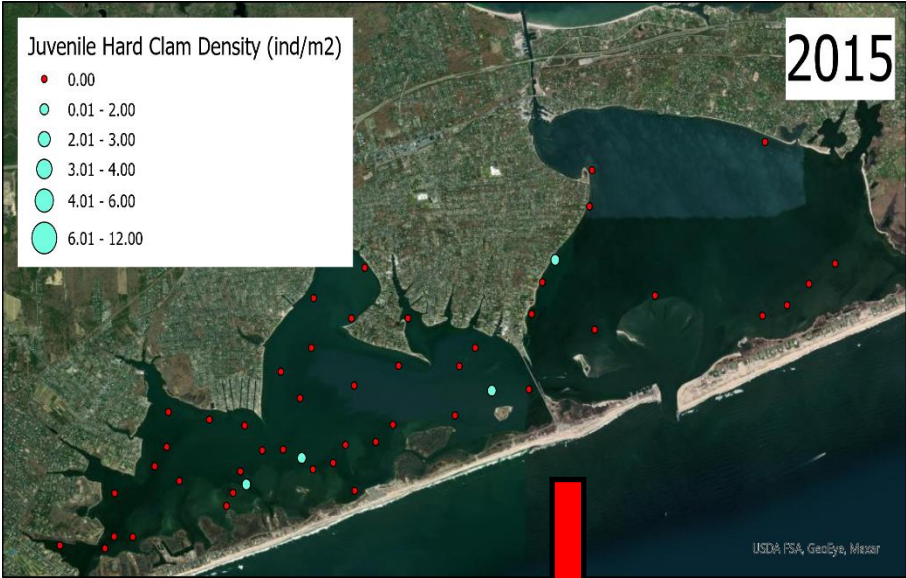 Juvenile Hard Clam Density (ind/m2)
0.00
0.01 - 2.00
2.01 - 3.00
3.01 - 4.00
4.01 - 6.00
6.01 - 12.00
2015
USDA FSA, GeoEye, Maxar